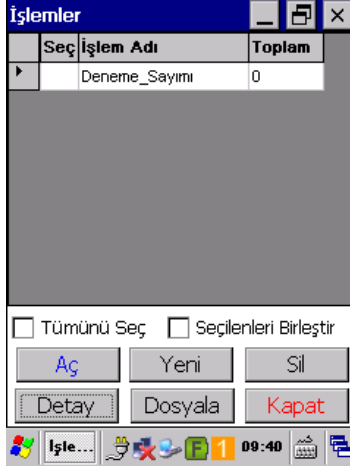 İşlemler
Seç İşlem Adı Toplam
Deneme_Sayımı 0
Tümünü Seç Seçilenleri Birleştir
Aç Yeni Sil
Detay Dosyala Kapat
İşle... F 1 09:40